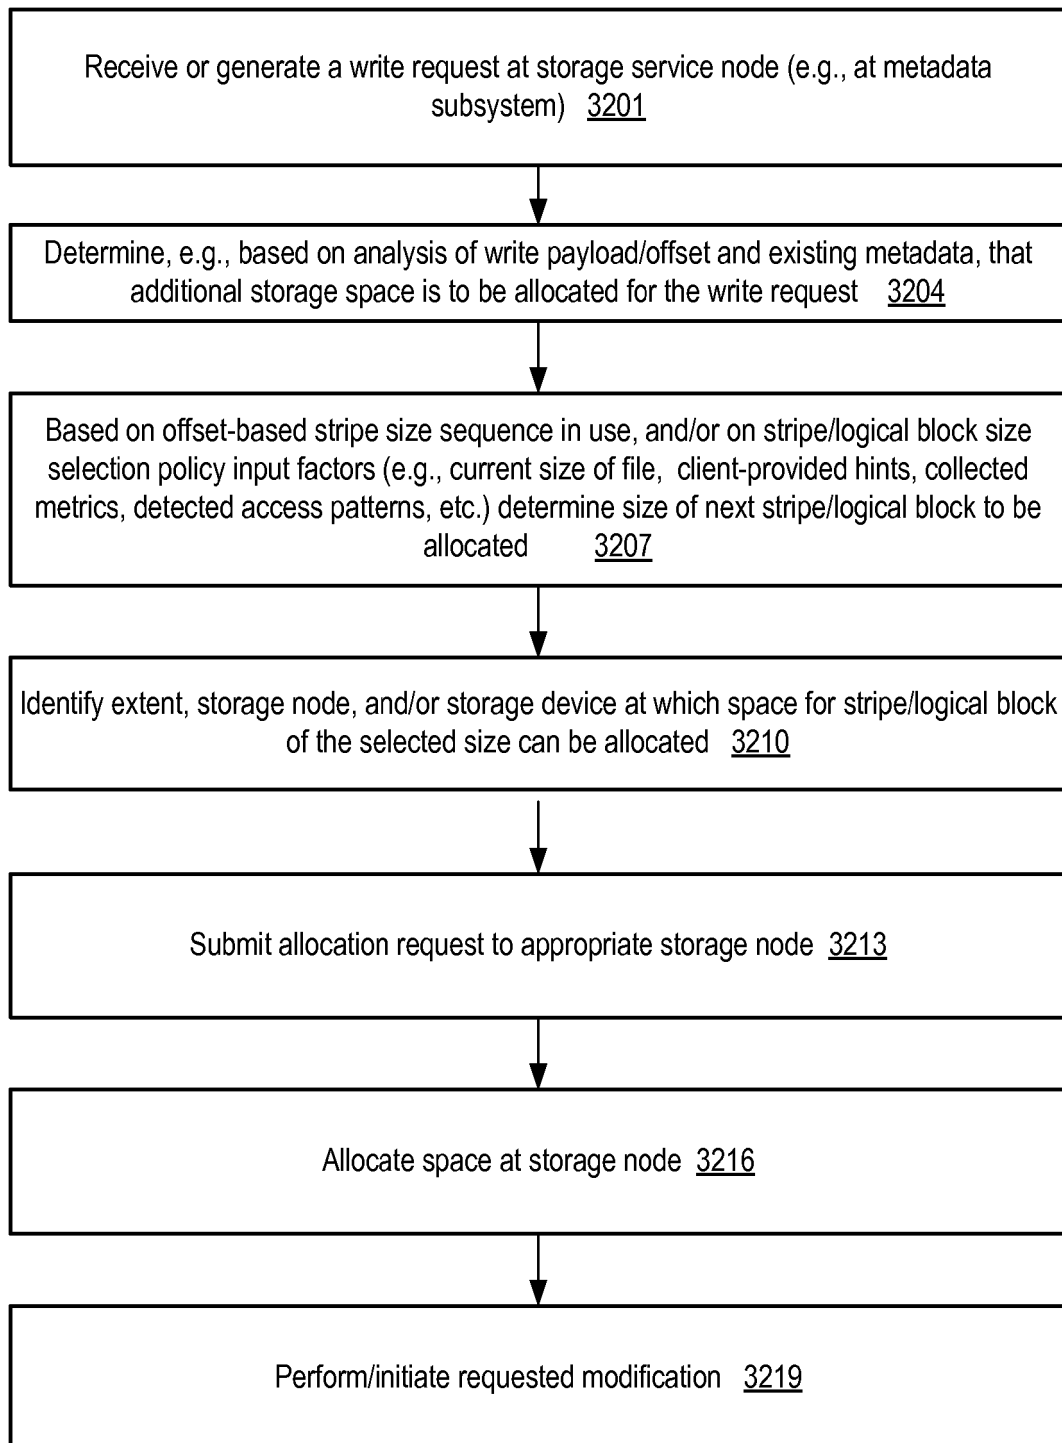 Receive or generate a write request at storage service node (e.g., at metadata
subsystem) 3201
Determine, e.g., based on analysis of write payload/offset and existing metadata, that
additional storage space is to be allocated for the write request 3204
Based on offset-based stripe size sequence in use, and/or on stripe/logical block size
selection policy input factors (e.g., current size of file, client-provided hints, collected
metrics, detected access patterns, etc.) determine size of next stripe/logical block to be
allocated 3207
Identify extent, storage node, and/or storage device at which space for stripe/logical block
of the selected size can be allocated 3210
Submit allocation request to appropriate storage node 3213
Allocate space at storage node 3216
Perform/initiate requested modification 3219